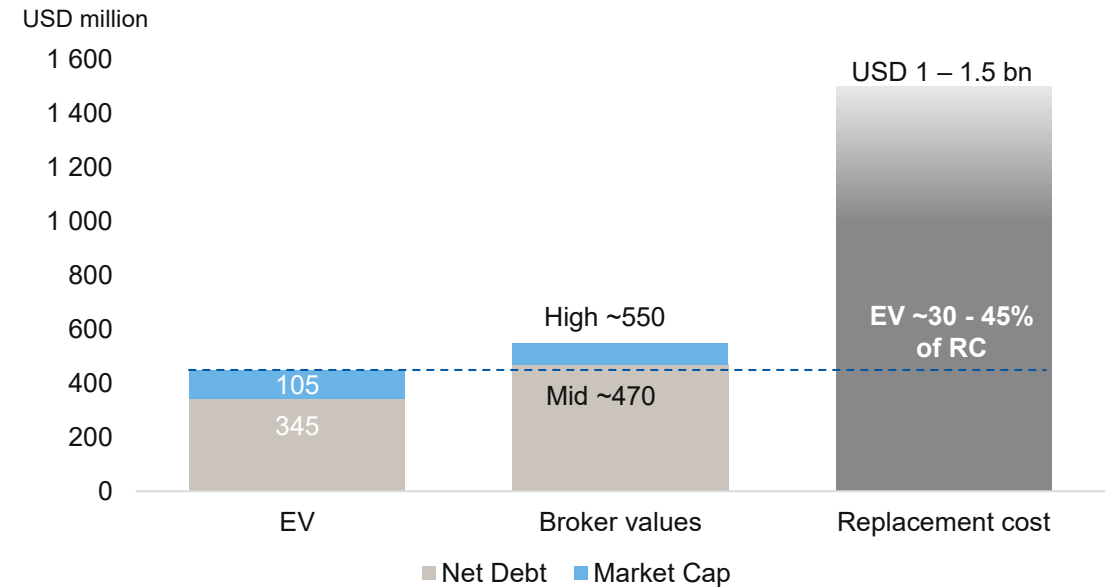 USD million
1 600
1 400
1 200
1 000
800
600
400
200
0
105
345
High ~550
Mid ~470
USD 1 – 1.5 bn
EV ~30 - 45%
of RC
EV
Broker values
Replacement cost
Net Debt
Market Cap